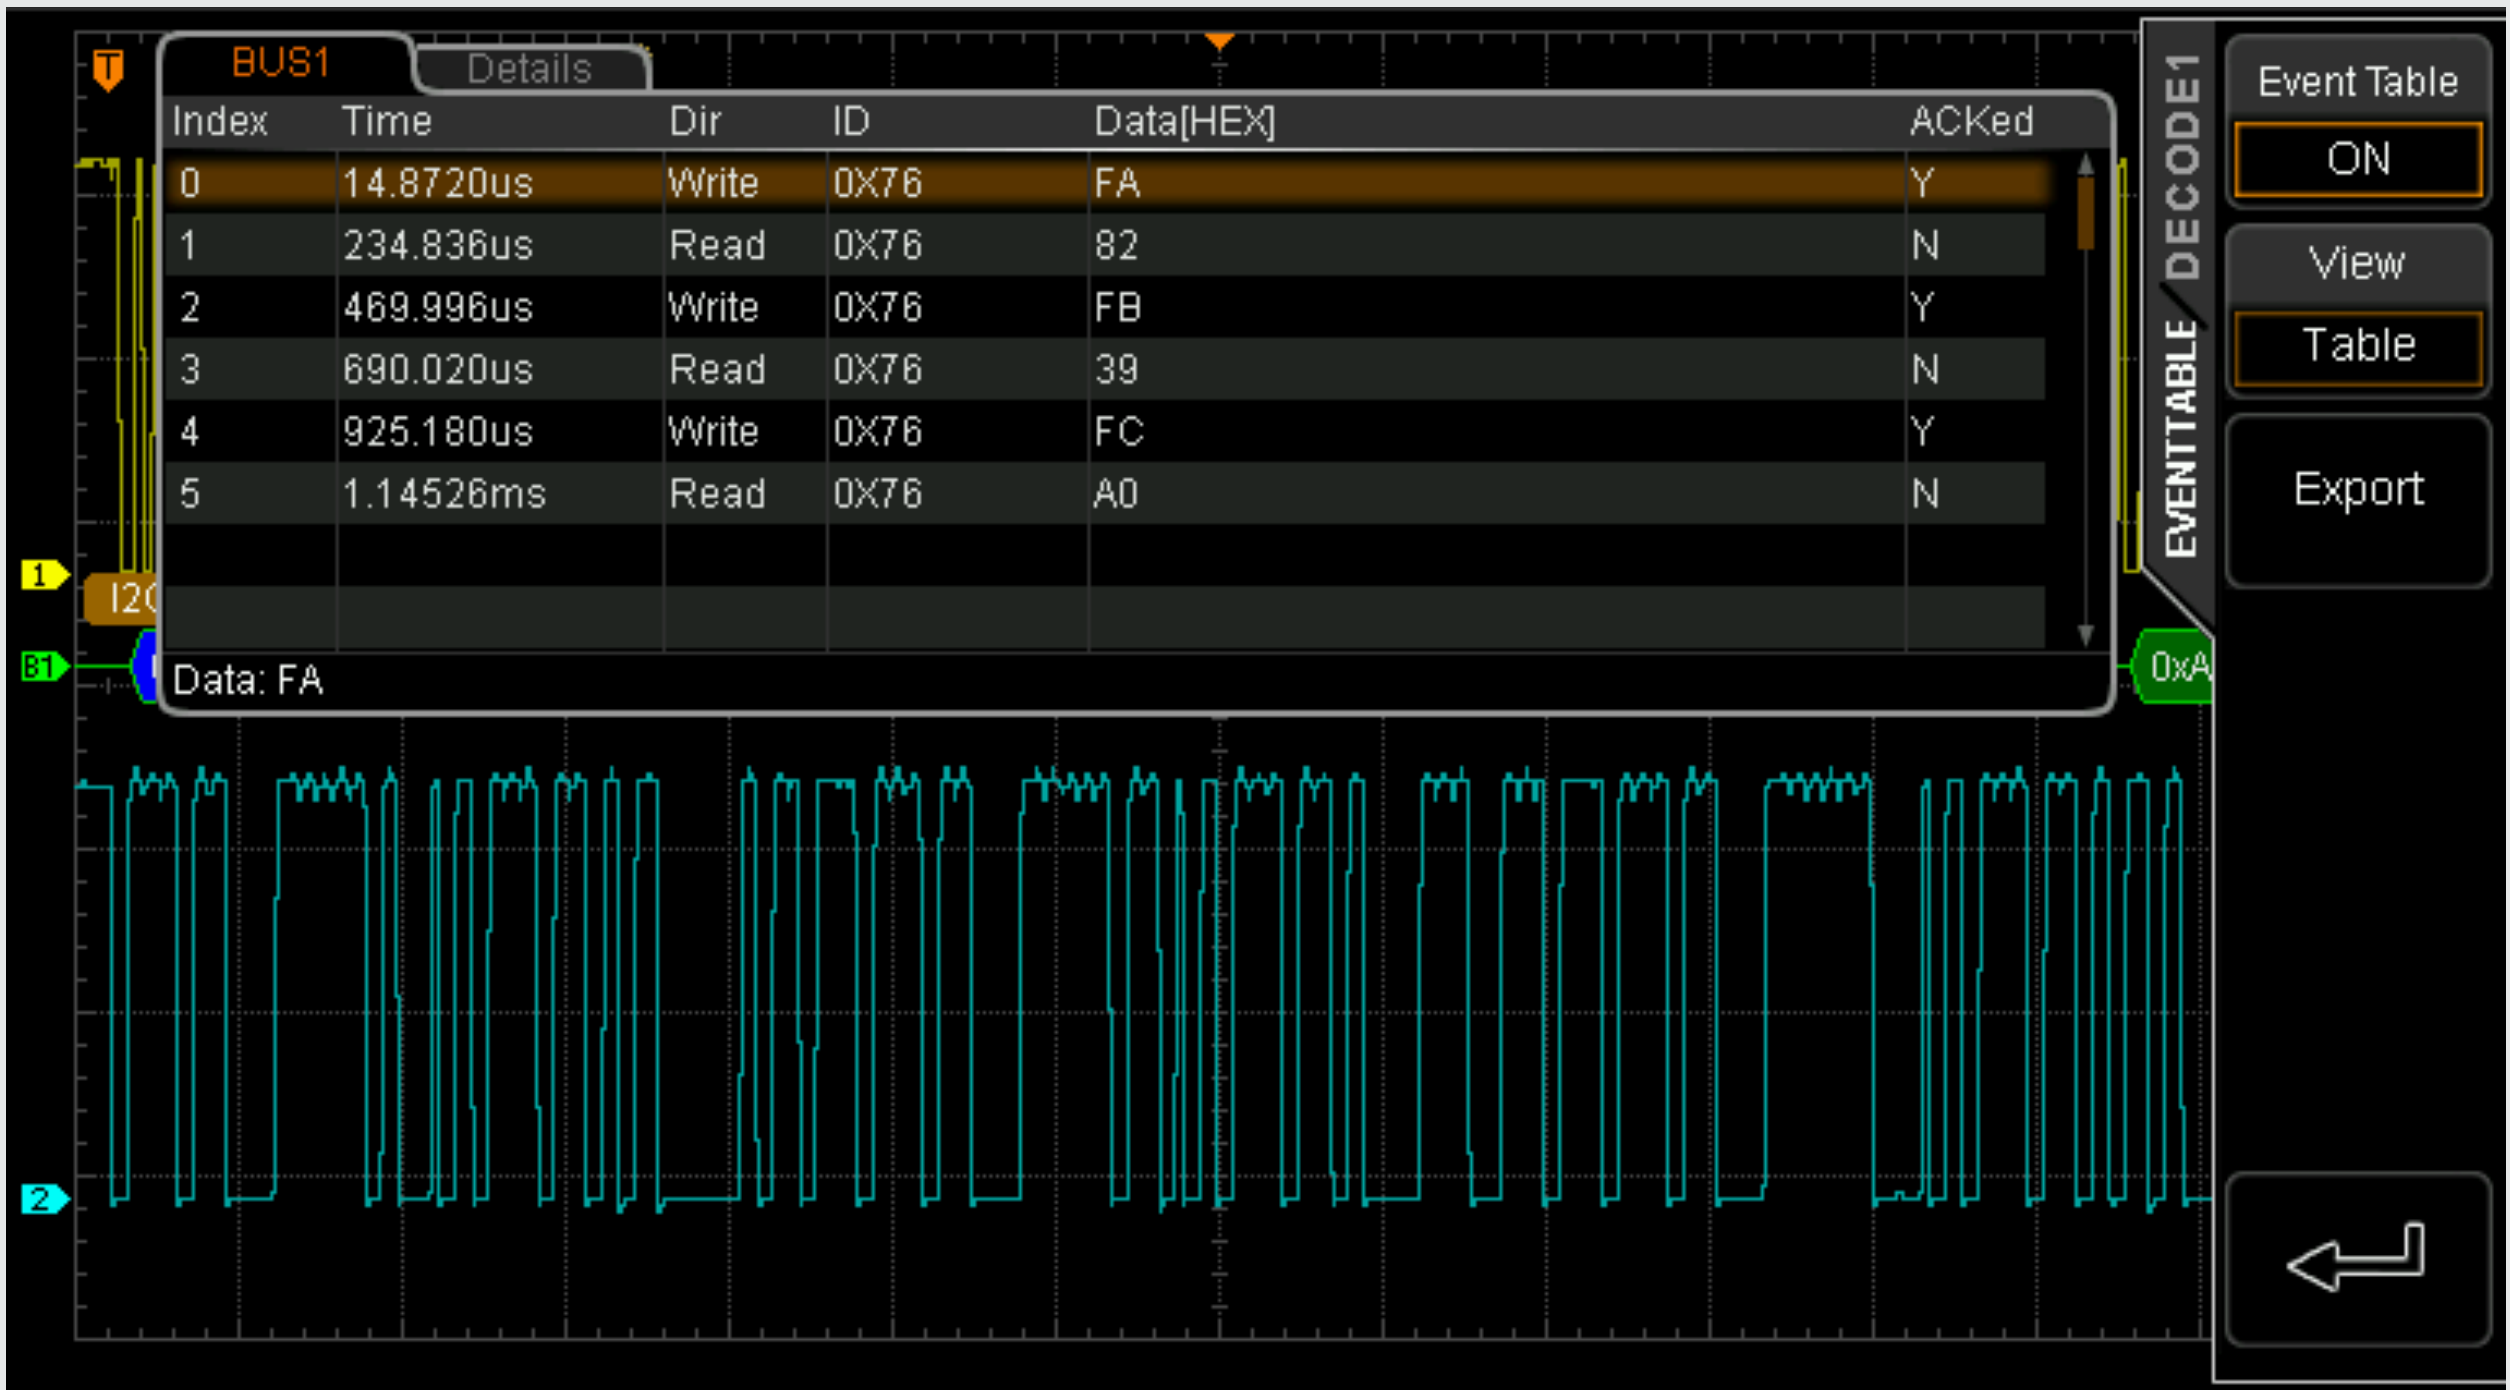 T
BUS1 Details
Index Time Dir ID Data[HEX] ACKed
0 14.8720us Write 0X76 FA Y
1 234.836us Read 0X76 82 N
2 469.996us Write 0X76 FB Y
3 690.020us Read 0X76 39 N
4 925.180us Write 0X76 FC Y
5 1.14526ms Read 0X76 A0 N
Data: FA
1
I2C
B1
0xA
2
EVENTTABLE/DECODE1
Event Table
ON
View
Table
Export